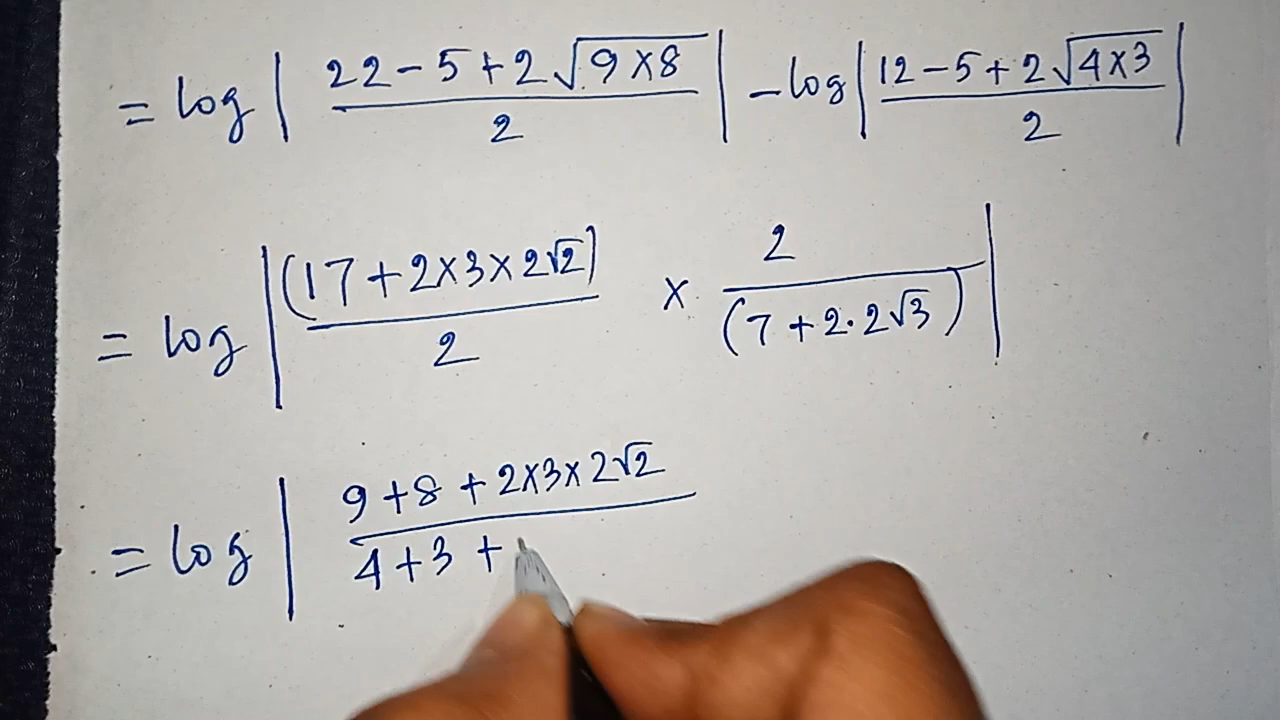 = log | (22 - 5 + 2√(9×8))/2 | - log | (12 - 5 + 2√(4×3))/2 |
= log | (17 + 2×3×2√2)/2 × 2/(7 + 2·2√3) |
= log | (9 + 8 + 2×3×2√2)/(4 + 3 +